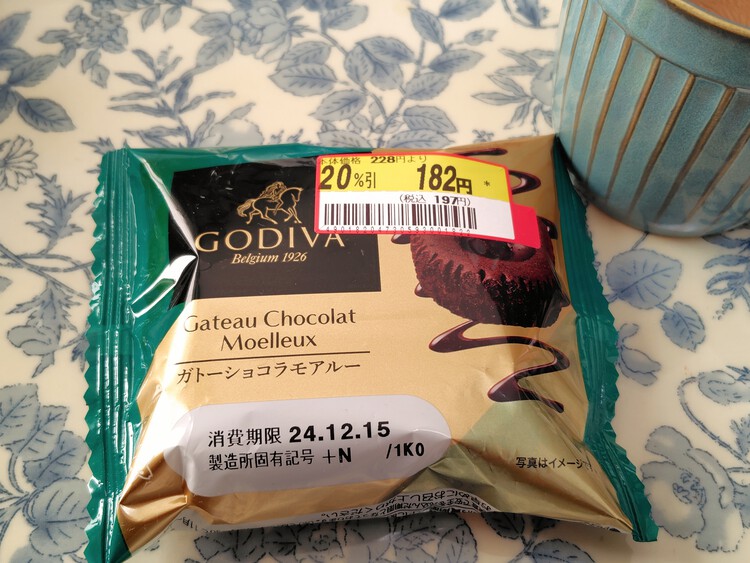 本体価格 228円より
20%引 182円 *
(税込 197円)
GODIVA
Belgium 1926
Gateau Chocolat
Moelleux
ガトーショコラモアルー
消費期限 24.12.15
製造所固有記号 +N /1K0
写真はイメージ